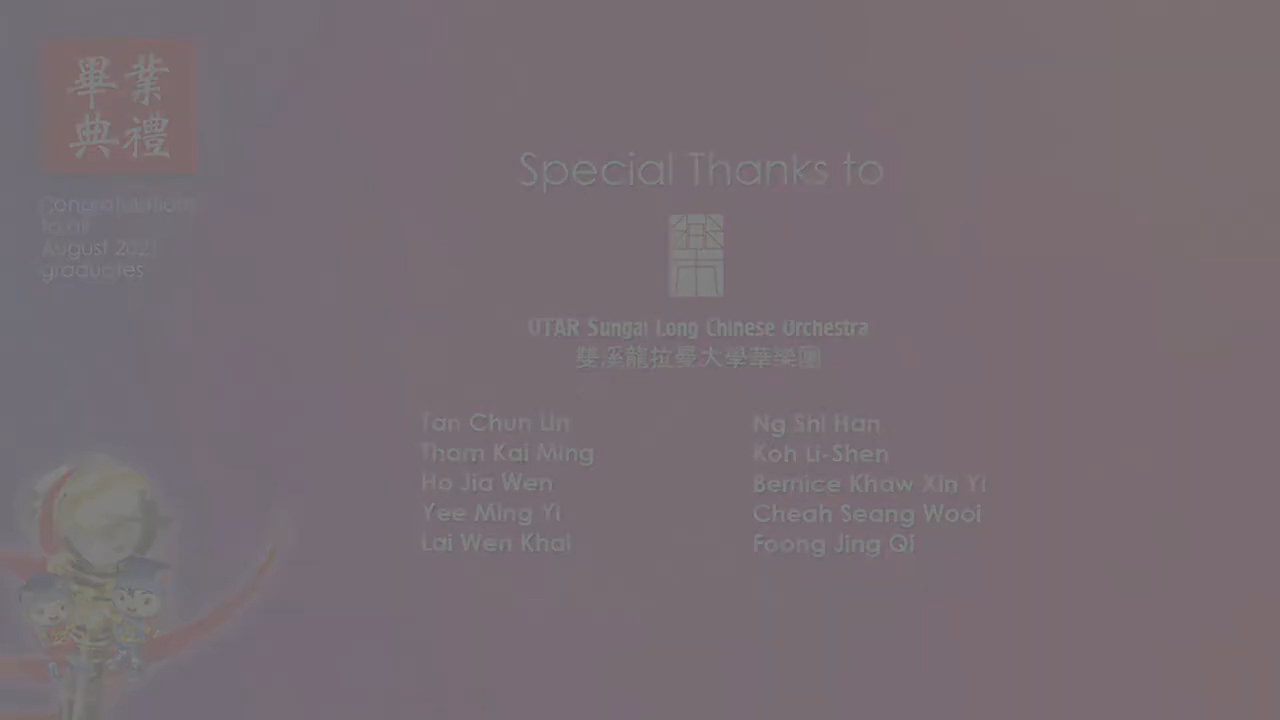 畢業
典禮
Congratulations
to all
August 2021
graduates
Special Thanks to
樂
UTAR Sungai Long Chinese Orchestra
雙溪龍拉曼大學華樂團
Tan Chun Lin
Tham Kai Ming
Ho Jia Wen
Yee Ming Yi
Lai Wen Khai
Ng Shi Han
Koh Li-Shen
Bernice Khaw Xin Yi
Cheah Seang Wooi
Foong Jing Qi